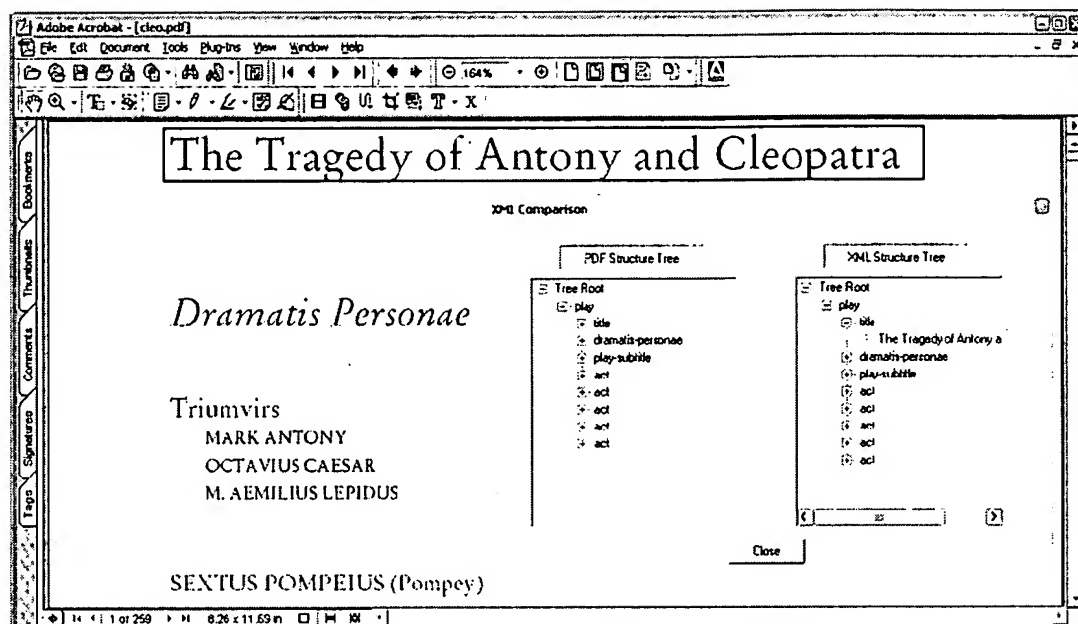 Adobe Acrobat - [cleo.pdf]
File Edit Document Tools Plug-Ins View Window Help
164%
The Tragedy of Antony and Cleopatra
XMl Comparison
Bookmarks
Thumbnails
Comments
Signatures
Tags
Dramatis Personae
Triumvirs
MARK ANTONY
OCTAVIUS CAESAR
M. AEMILIUS LEPIDUS
SEXTUS POMPEIUS (Pompey)
PDF Structure Tree
Tree Root
play
title
dramatis-personae
play-subtitle
act
act
act
act
act
XML Structure Tree
Tree Root
play
title
The Tragedy of Antony a
dramatis-personae
play-subtitle
act
act
act
act
act
Close
1 of 259 8.26 x 11.69 in